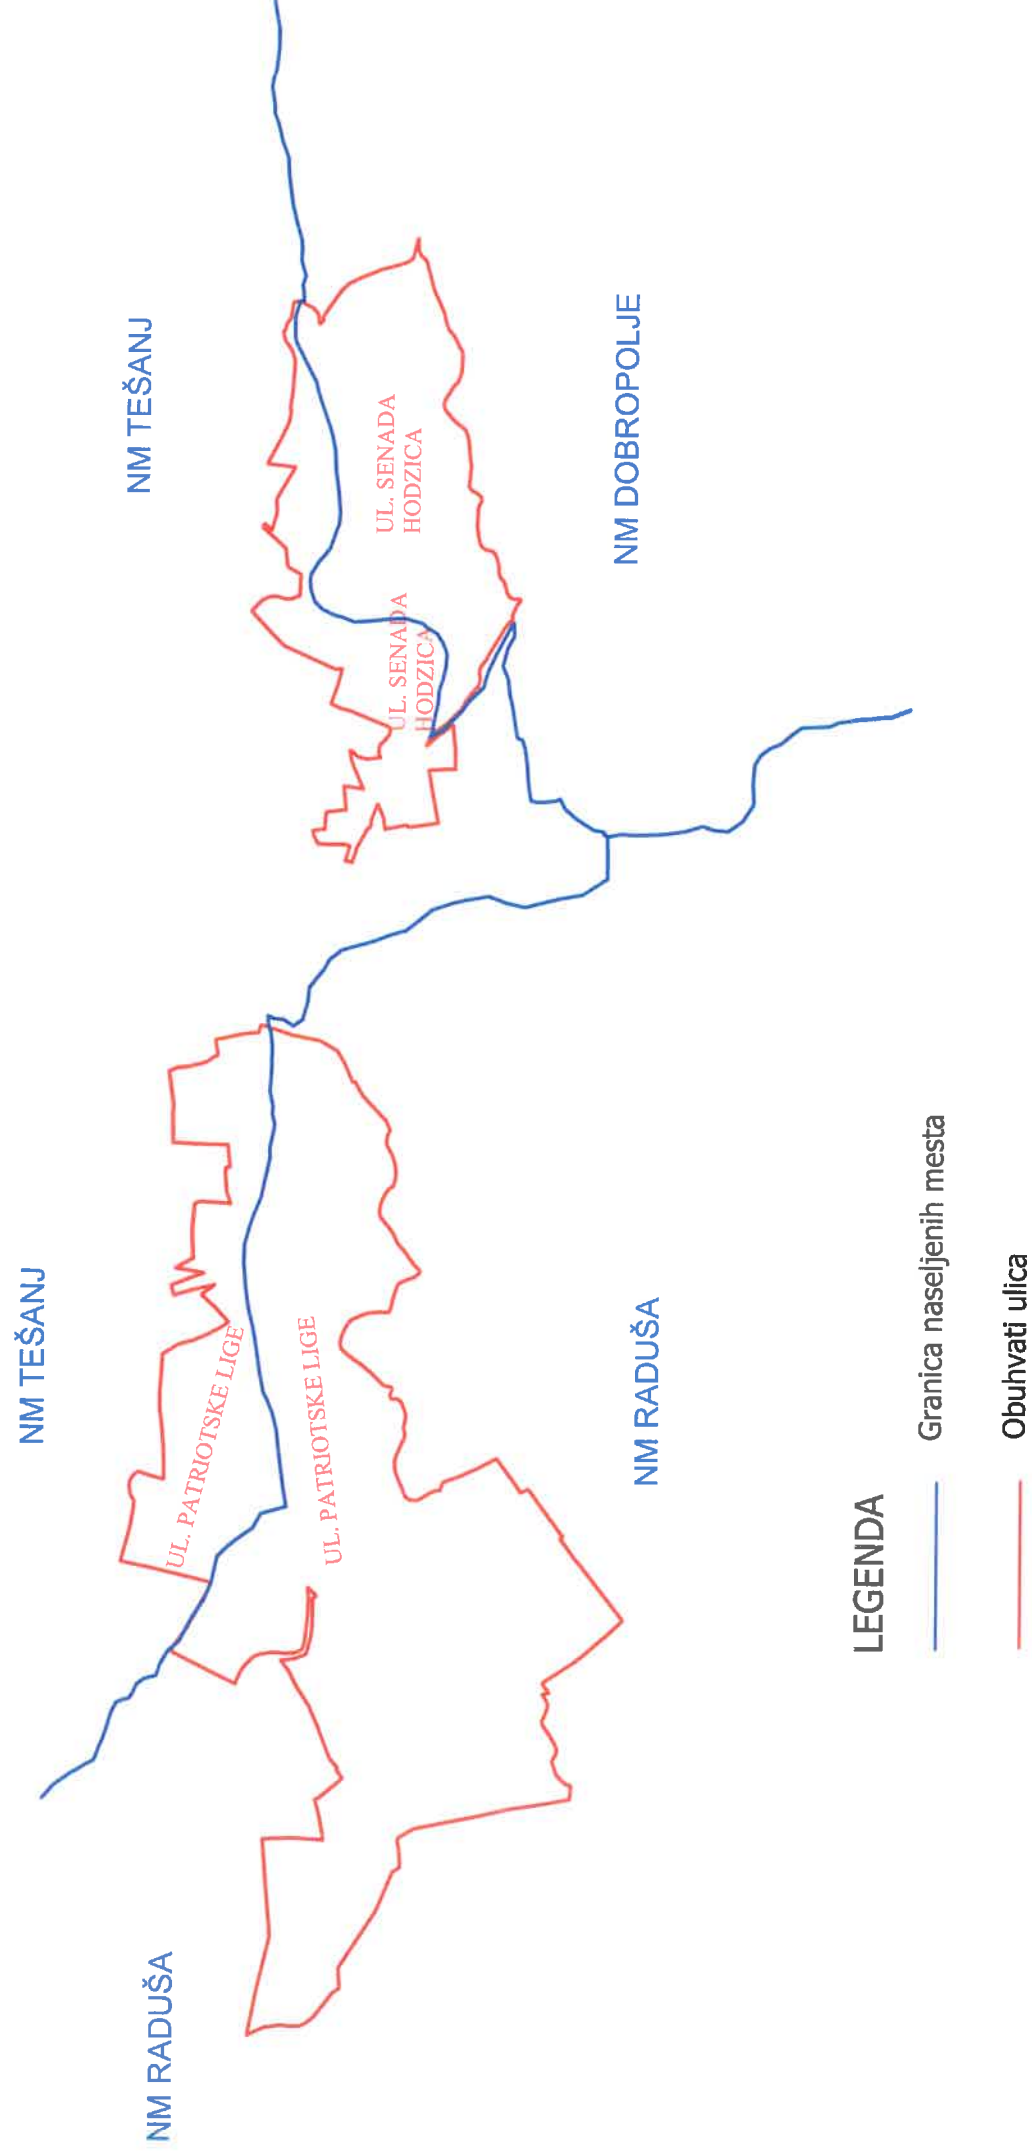 NM TEŠANJ
NM TEŠANJ
NM RADUŠA
UL. PATRIOTSKE LIGE
UL. PATRIOTSKE LIGE
UL. SENADA
HODZICA
UL. SENADA
HODZICA
NM RADUŠA
NM DOBROPOLJE
LEGENDA
Granica naseljenih mesta
Obuhvati ulica